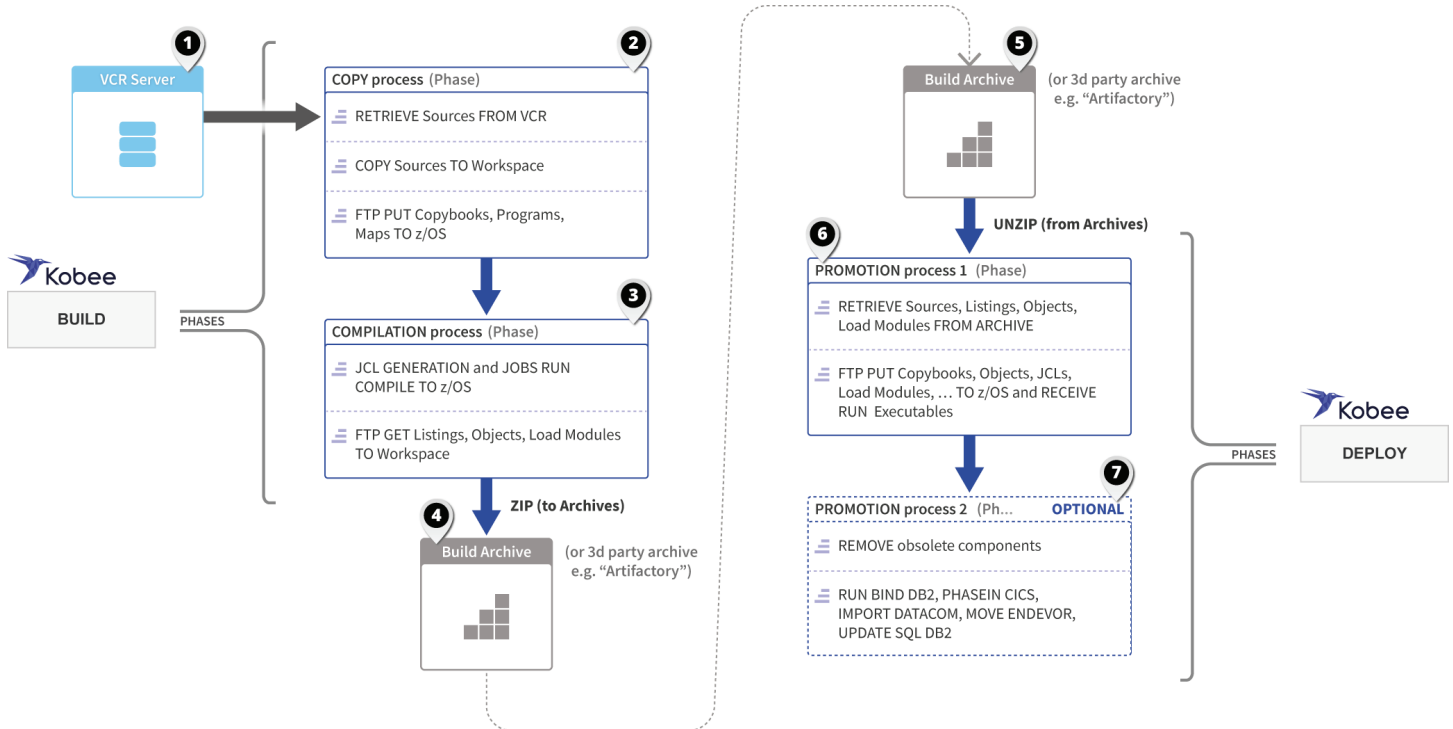 1
VCR Server
Kobee
BUILD
PHASES
2
COPY process (Phase)
RETRIEVE Sources FROM VCR
COPY Sources TO Workspace
FTP PUT Copybooks, Programs,
Maps TO z/OS
3
COMPILATION process (Phase)
JCL GENERATION and JOBS RUN
COMPILE TO z/OS
FTP GET Listings, Objects, Load Modules
TO Workspace
ZIP (to Archives)
4
Build Archive
(or 3d party archive
e.g. “Artifactory”)
5
Build Archive
(or 3d party archive
e.g. “Artifactory”)
UNZIP (from Archives)
6
PROMOTION process 1 (Phase)
RETRIEVE Sources, Listings, Objects,
Load Modules FROM ARCHIVE
FTP PUT Copybooks, Objects, JCLs,
Load Modules, … TO z/OS and RECEIVE
RUN Executables
7
PROMOTION process 2 (Ph... OPTIONAL
REMOVE obsolete components
RUN BIND DB2, PHASEIN CICS,
IMPORT DATACOM, MOVE ENDEVOR,
UPDATE SQL DB2
PHASES
Kobee
DEPLOY